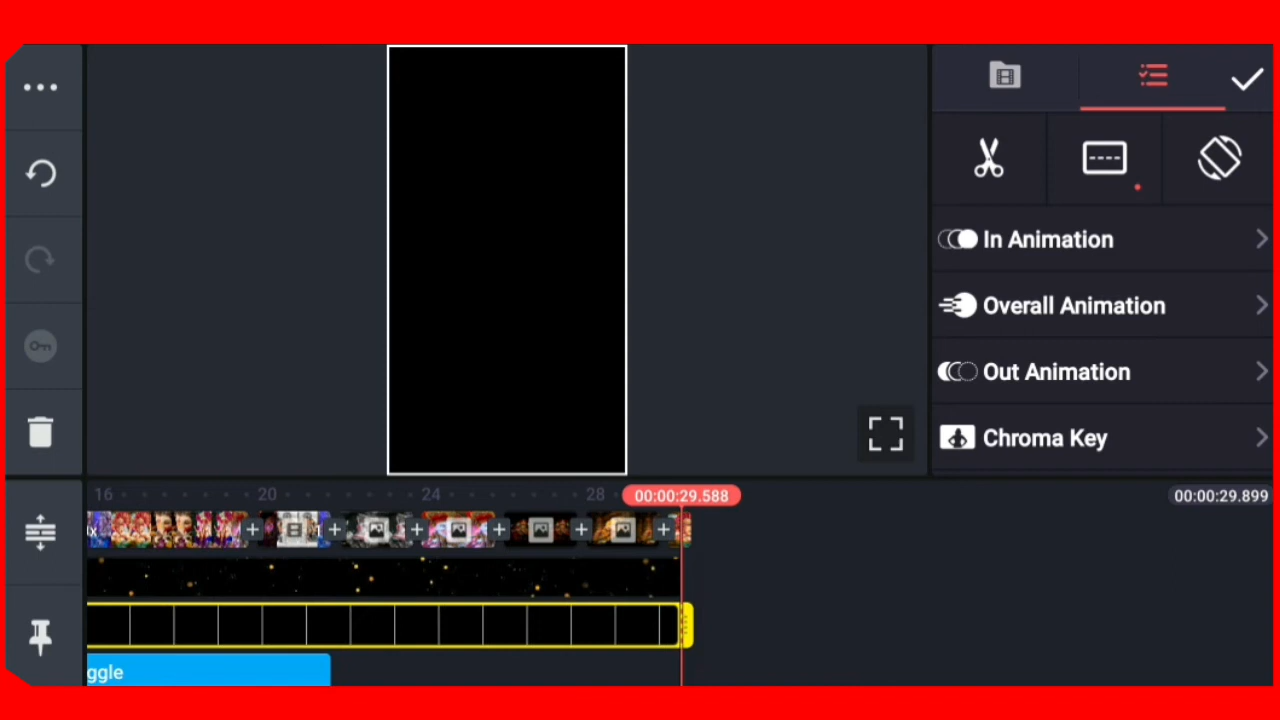 In Animation
Overall Animation
Out Animation
Chroma Key
16
20
24
28
00:00:29.588
00:00:29.899
ggle